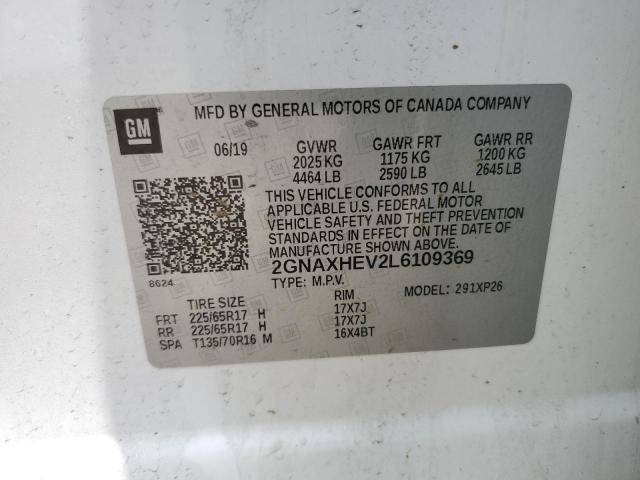 MFD BY GENERAL MOTORS OF CANADA COMPANY
GM
06/19 GVWR GAWR FRT GAWR RR
2025 KG 1175 KG 1200 KG
4464 LB 2590 LB 2645 LB
THIS VEHICLE CONFORMS TO ALL
APPLICABLE U.S. FEDERAL MOTOR
VEHICLE SAFETY AND THEFT PREVENTION
STANDARDS IN EFFECT ON THE DATE OF
MANUFACTURE SHOWN ABOVE.
2GNAXHEV2L6109369
8624
TYPE: M.P.V. MODEL: 291XP26
TIRE SIZE RIM
FRT 225/65R17 H 17X7J
RR 225/65R17 H 17X7J
SPA T135/70R16 M 16X4BT